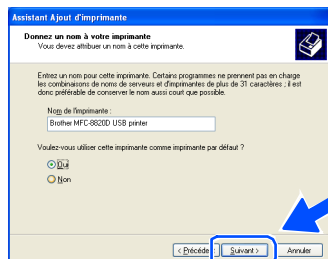 Assistant Ajout d'imprimante
Donnez un nom à votre imprimante
Vous devez attribuer un nom à cette imprimante.
Entrez un nom pour cette imprimante. Certains programmes ne prennent pas en charge
les combinaisons de noms de serveurs et d'imprimantes de plus de 31 caractères ; il est
donc préférable de conserver le nom aussi court que possible.
Nom de l'imprimante :
Brother MFC-8820D USB printer
Voulez-vous utiliser cette imprimante comme imprimante par défaut ?
Oui
Non
< Précéde
Suivant >
Annuler